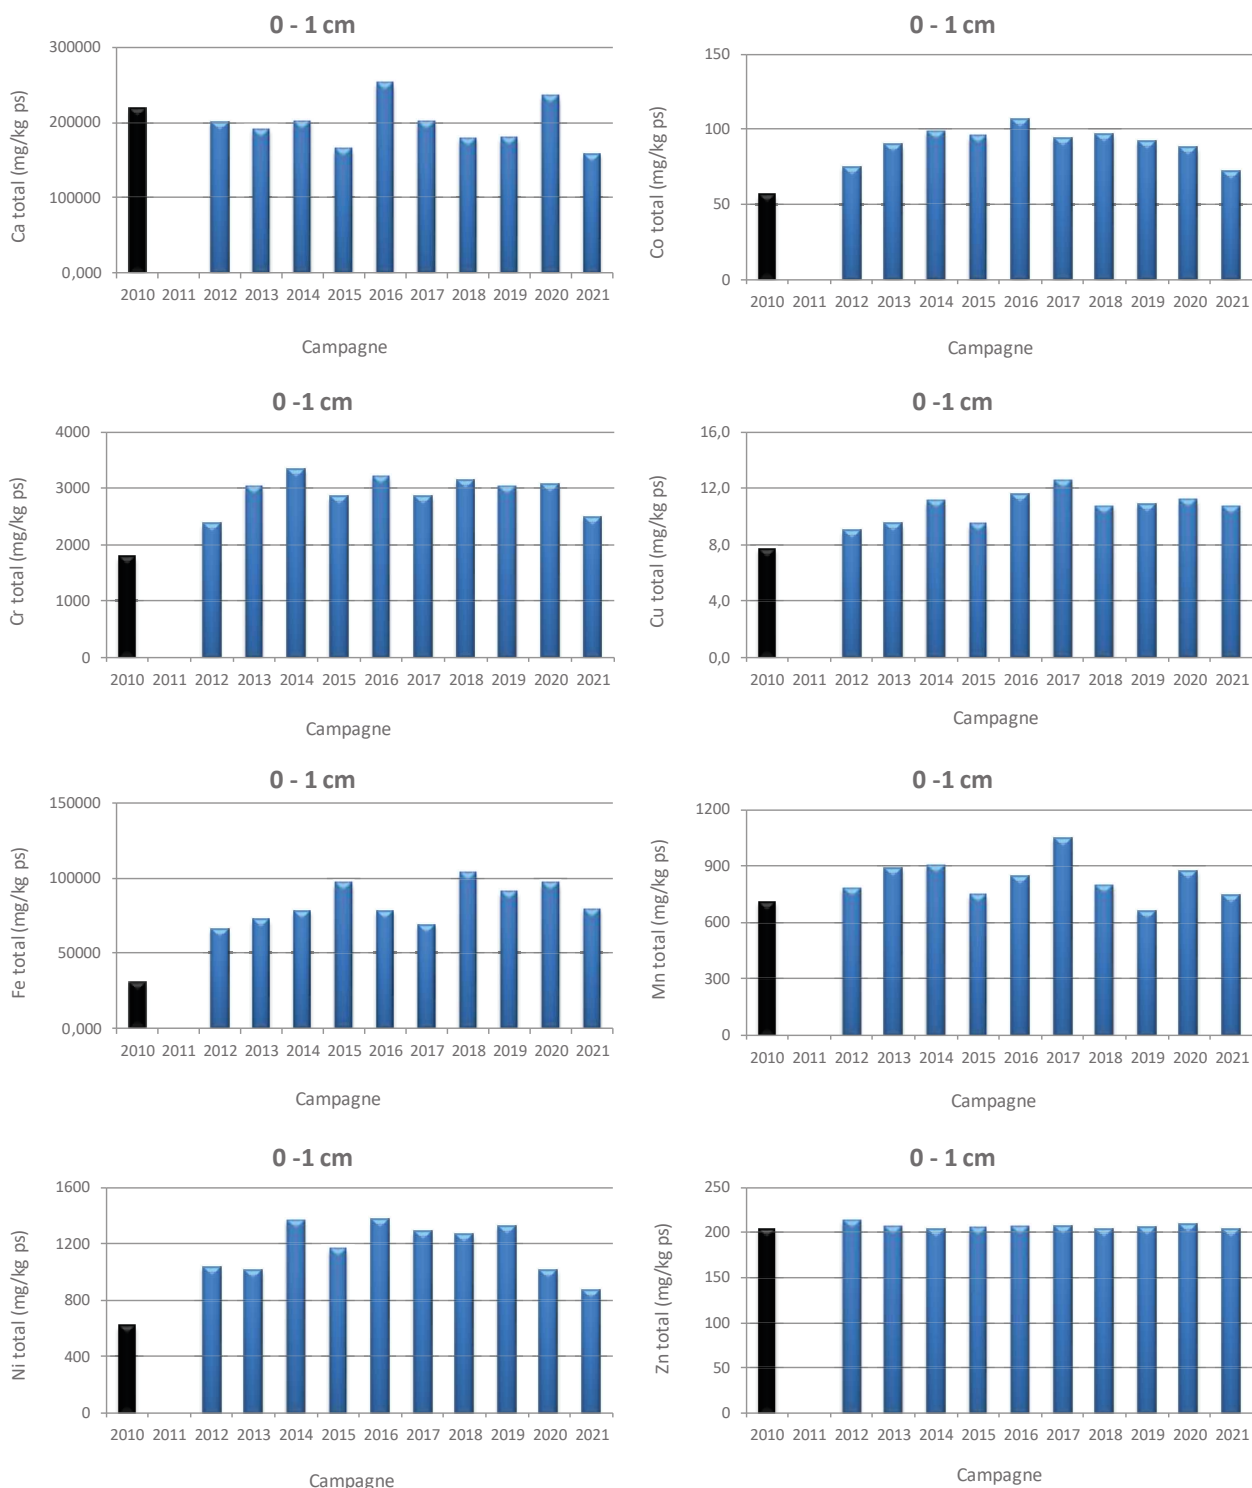 0 - 1 cm
Ca total (mg/kg ps)
300000
200000
100000
0,000
2010 2011 2012 2013 2014 2015 2016 2017 2018 2019 2020 2021
Campagne
0 - 1 cm
Co total (mg/kg ps)
150
100
50
0
2010 2011 2012 2013 2014 2015 2016 2017 2018 2019 2020 2021
Campagne
0 -1 cm
Cr total (mg/kg ps)
4000
3000
2000
1000
0
2010 2011 2012 2013 2014 2015 2016 2017 2018 2019 2020 2021
Campagne
0 -1 cm
Cu total (mg/kg ps)
16,0
12,0
8,0
4,0
0,0
2010 2011 2012 2013 2014 2015 2016 2017 2018 2019 2020 2021
Campagne
0 - 1 cm
Fe total (mg/kg ps)
150000
100000
50000
0,000
2010 2011 2012 2013 2014 2015 2016 2017 2018 2019 2020 2021
Campagne
0 -1 cm
Mn total (mg/kg ps)
1200
900
600
300
0
2010 2011 2012 2013 2014 2015 2016 2017 2018 2019 2020 2021
Campagne
0 -1 cm
Ni total (mg/kg ps)
1600
1200
800
400
0
2010 2011 2012 2013 2014 2015 2016 2017 2018 2019 2020 2021
Campagne
0 - 1 cm
Zn total (mg/kg ps)
250
200
150
100
50
0
2010 2011 2012 2013 2014 2015 2016 2017 2018 2019 2020 2021
Campagne